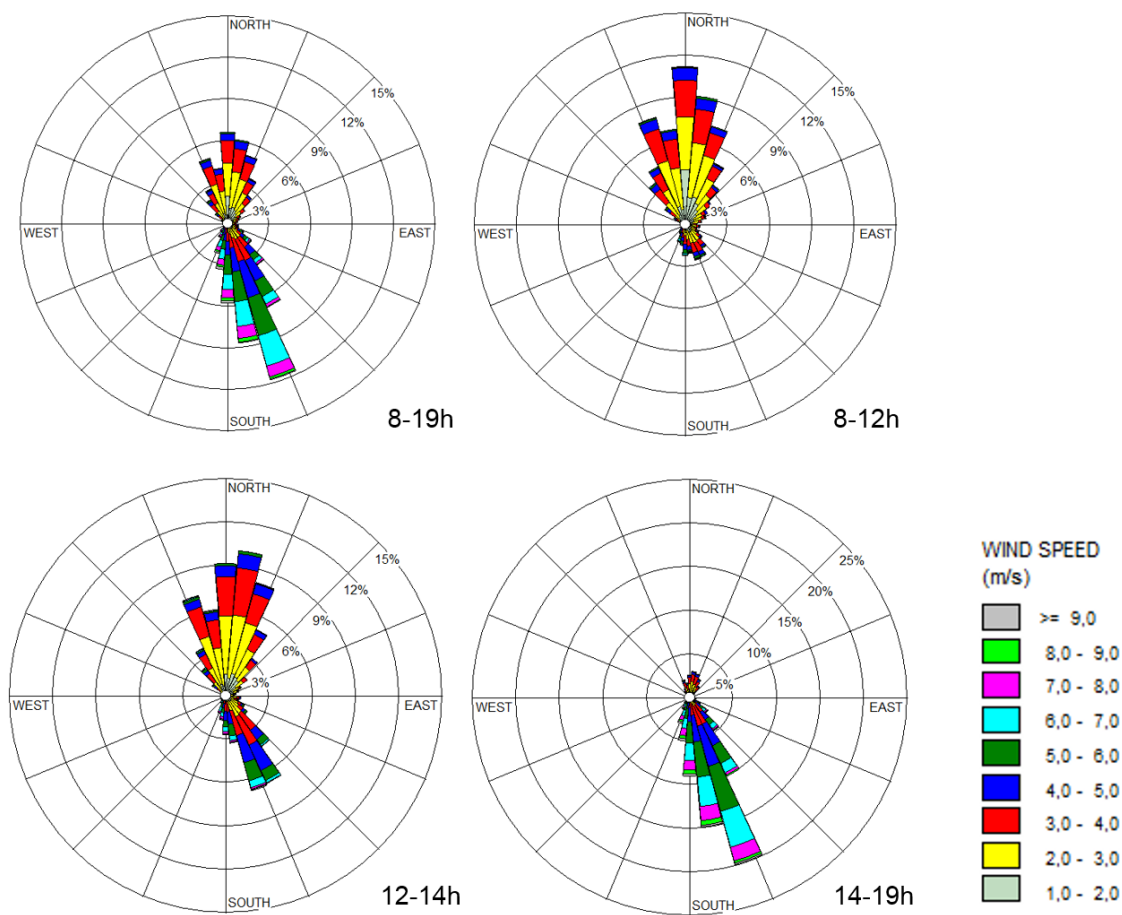 NORTH
15%
12%
9%
6%
3%
WEST
EAST
SOUTH
8-19h
NORTH
15%
12%
9%
6%
3%
WEST
EAST
SOUTH
8-12h
NORTH
15%
12%
9%
6%
3%
WEST
EAST
SOUTH
12-14h
NORTH
25%
20%
15%
10%
5%
WEST
EAST
SOUTH
14-19h
WIND SPEED
(m/s)
>= 9,0
8,0 - 9,0
7,0 - 8,0
6,0 - 7,0
5,0 - 6,0
4,0 - 5,0
3,0 - 4,0
2,0 - 3,0
1,0 - 2,0